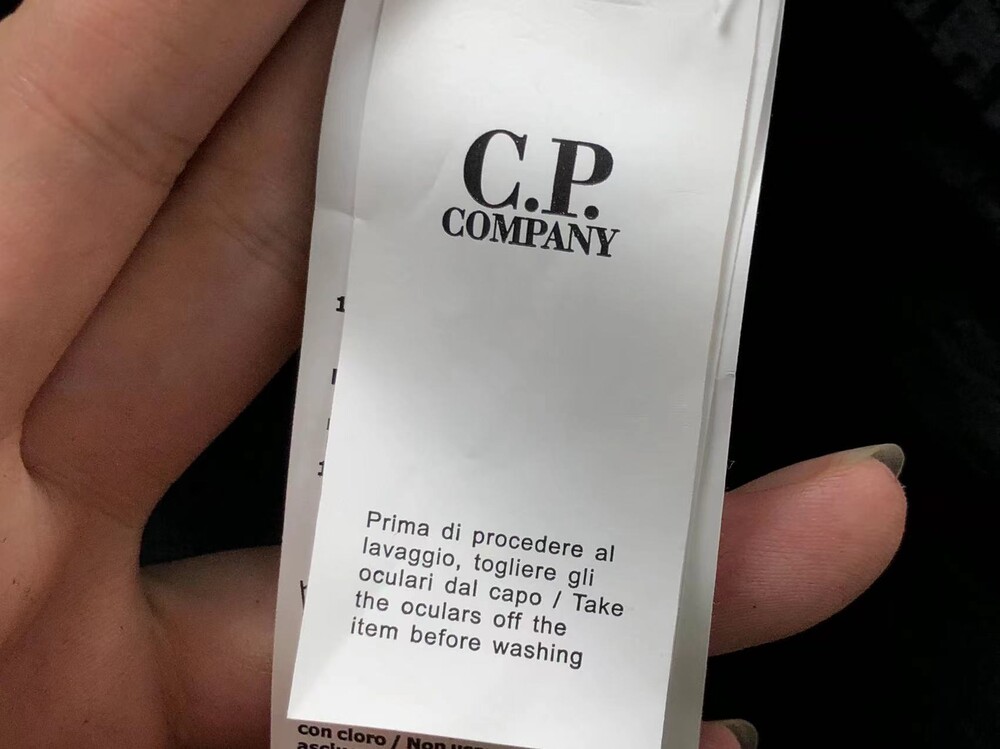 C.P.
COMPANY
Prima di procedere al
lavaggio, togliere gli
oculari dal capo / Take
the oculars off the
item before washing
con cloro / Non